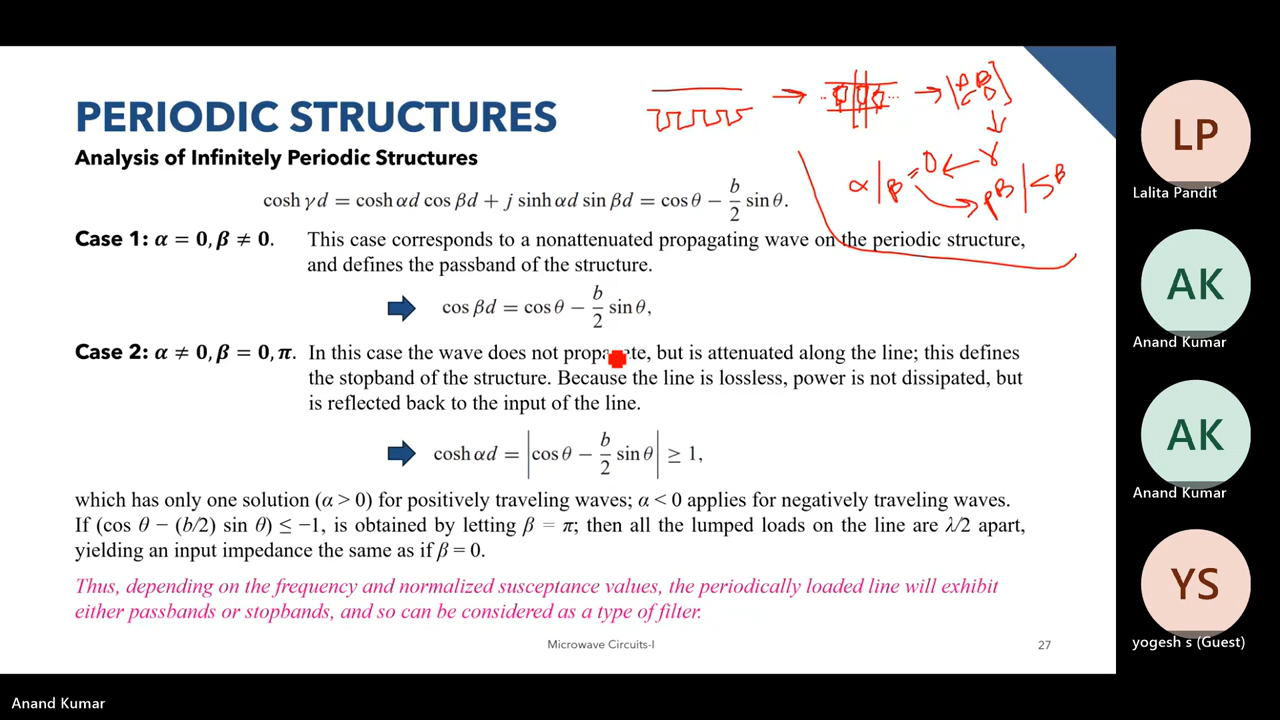 PERIODIC STRUCTURES
Analysis of Infinitely Periodic Structures
cosh γd = cosh αd cos βd + j sinh αd sin βd = cos θ − b/2 sin θ.
Case 1: α = 0, β ≠ 0. This case corresponds to a nonattenuated propagating wave on the periodic structure,
and defines the passband of the structure.
cos βd = cos θ − b/2 sin θ,
Case 2: α ≠ 0, β = 0, π. In this case the wave does not propagate, but is attenuated along the line; this defines
the stopband of the structure. Because the line is lossless, power is not dissipated, but
is reflected back to the input of the line.
cosh αd = |cos θ − b/2 sin θ| ≥ 1,
which has only one solution (α > 0) for positively traveling waves; α < 0 applies for negatively traveling waves.
If (cos θ − (b/2) sin θ) ≤ −1, is obtained by letting β = π; then all the lumped loads on the line are λ/2 apart,
yielding an input impedance the same as if β = 0.
Thus, depending on the frequency and normalized susceptance values, the periodically loaded line will exhibit
either passbands or stopbands, and so can be considered as a type of filter.
Microwave Circuits-I
27
[A B
C D]
γ
α | β = 0
P^B | S^B
LP
Lalita Pandit
AK
Anand Kumar
AK
Anand Kumar
YS
yogesh s (Guest)
Anand Kumar